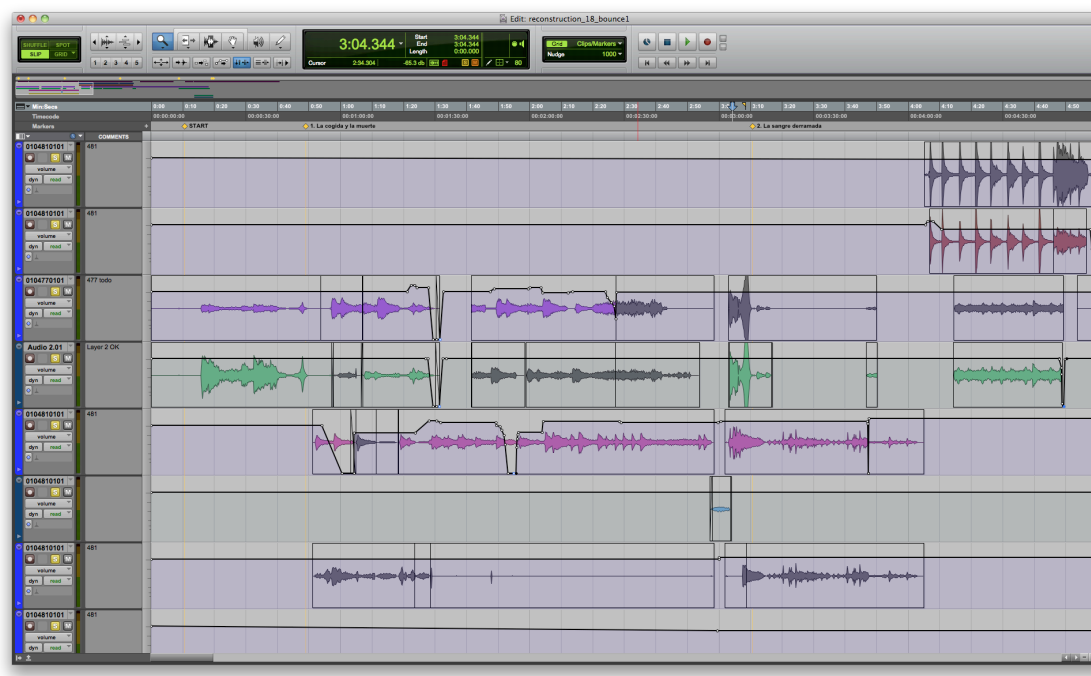 Edit: reconstruction_18_bounce1
SHUFFLE SPOT
SLIP GRID
1 2 3 4 5
3:04.344
Start 3:04.344
End 3:04.344
Length 0:00.000
Cursor 2:34.304 -65.3 db 80
Grid Clips/Markers
Nudge 1000
Min:Secs 0:00 0:10 0:20 0:30 0:40 0:50 1:00 1:10 1:20 1:30 1:40 1:50 2:00 2:10 2:20 2:30 2:40 2:50 3:10 3:20 3:30 3:40 3:50 4:00 4:10 4:20 4:30 4:40 4:50
Timecode 00:00:00:00 00:00:30:00 00:01:00:00 00:01:30:00 00:02:00:00 00:02:30:00 00:03:00:00 00:03:30:00 00:04:00:00 00:04:30:00
Markers START 1. La cogida y la muerte 2. La sangre derramada
COMMENTS
0104810101 481
S M
volume
dyn read
0104810101 481
S M
volume
dyn read
0104770101 477 todo
S M
volume
dyn read
Audio 2.01 Layer 2 OK
S M
volume
dyn read
0104810101 481
S M
volume
dyn read
0104810101
S M
volume
dyn read
0104810101 481
S M
volume
dyn read
0104810101 481
S M
volume
dyn read